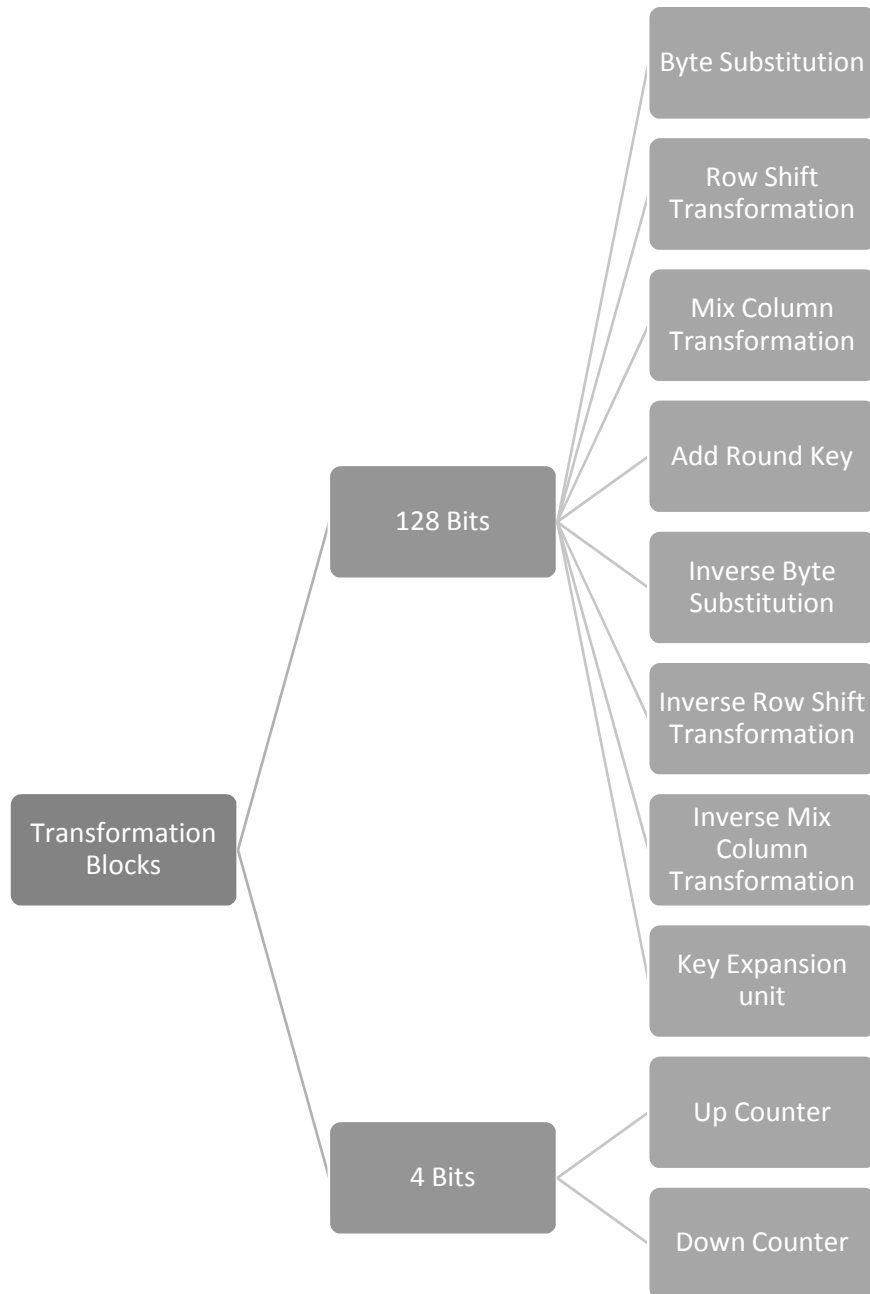 Byte Substitution
Row Shift
Transformation
Mix Column
Transformation
Add Round Key
128 Bits
Inverse Byte
Substitution
Inverse Row Shift
Transformation
Transformation
Blocks
Inverse Mix
Column
Transformation
Key Expansion
unit
Up Counter
4 Bits
Down Counter